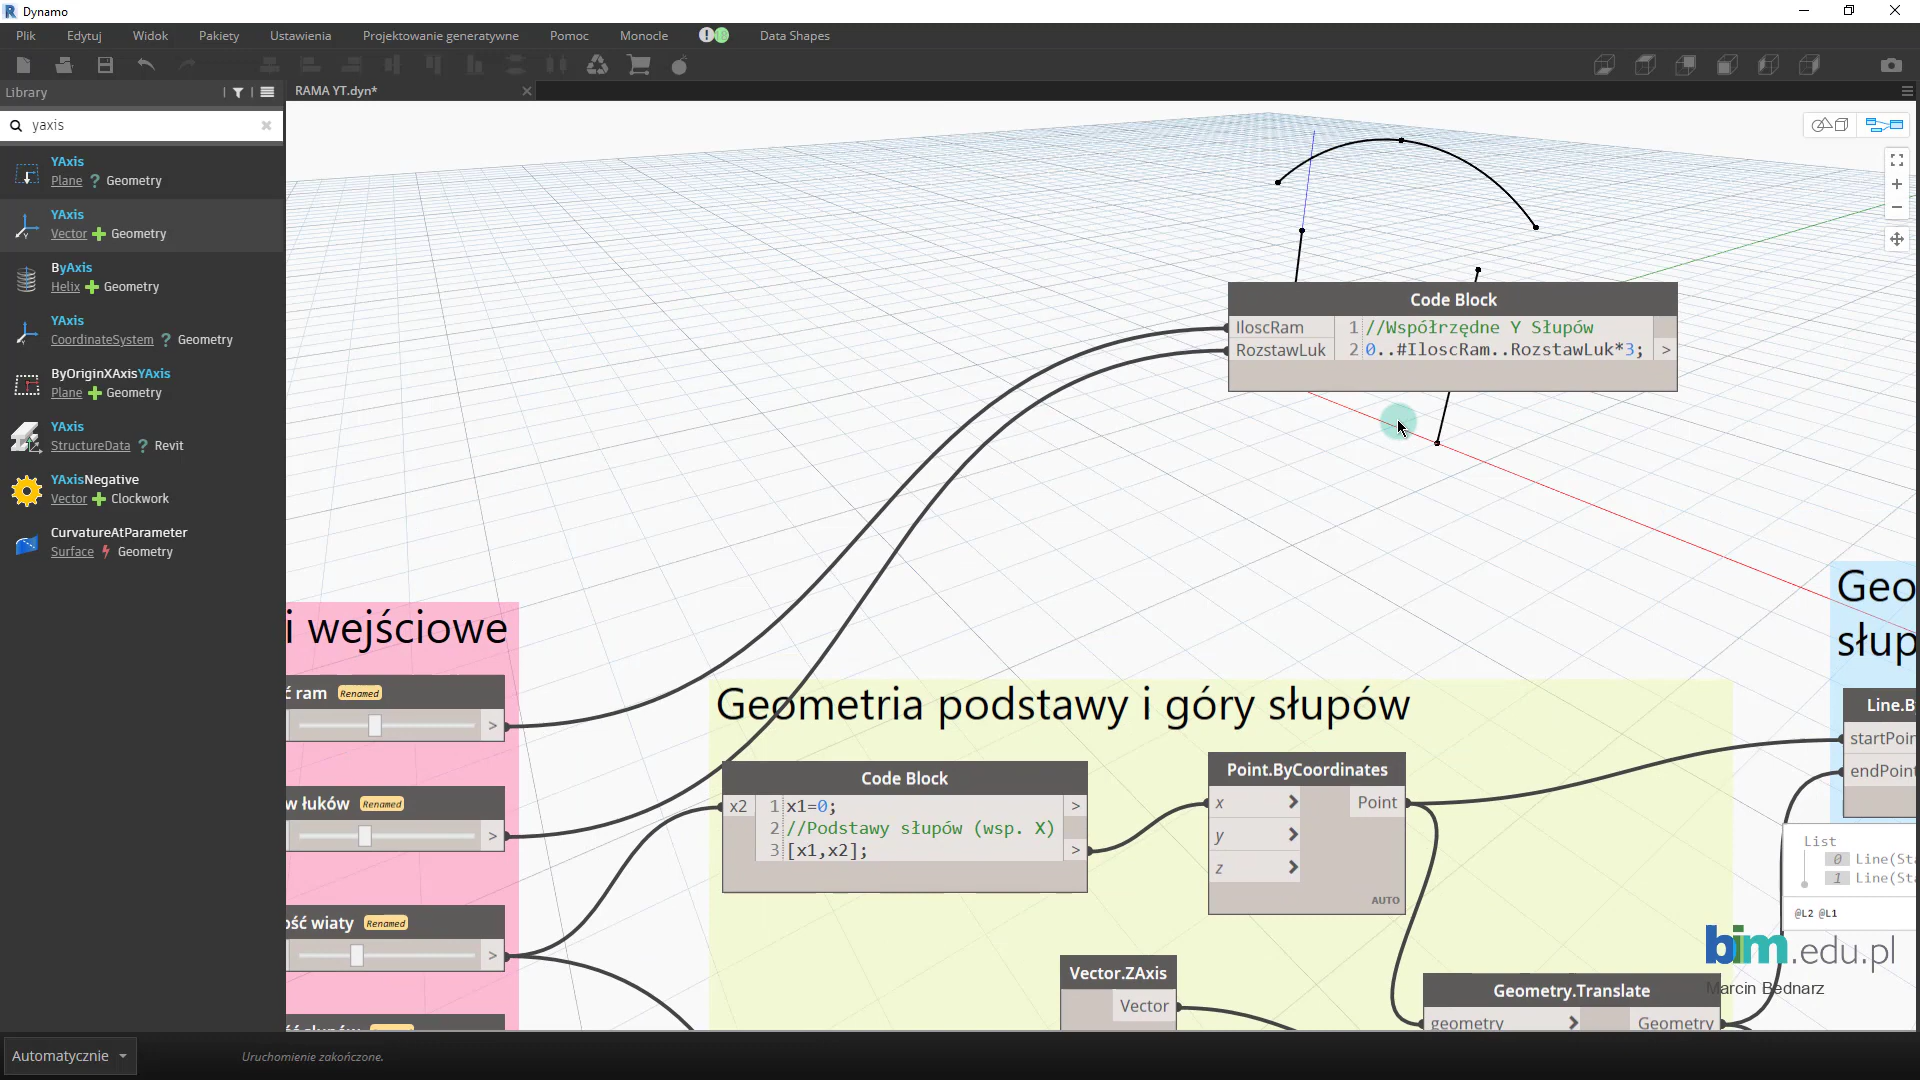 Dynamo
Plik Edytuj Widok Pakiety Ustawienia Projektowanie generatywne Pomoc Monocle Data Shapes
Library
RAMA YT.dyn*
yaxis
YAxis
Plane ? Geometry
YAxis
Vector Geometry
ByAxis
Helix Geometry
YAxis
CoordinateSystem ? Geometry
ByOriginXAxisYAxis
Plane Geometry
YAxis
StructureData ? Revit
YAxisNegative
Vector Clockwork
CurvatureAtParameter
Surface Geometry
Code Block
IloscRam 1 //Współrzędne Y Słupów
RozstawLuk 2 0..#IloscRam..RozstawLuk*3; >
i wejściowe
ć ram Renamed
>
w łuków Renamed
>
ość wiaty Renamed
>
Geometria podstawy i góry słupów
Code Block
x2 1 x1=0; >
2 //Podstawy słupów (wsp. X)
3 [x1,x2]; >
Point.ByCoordinates
x Point
y
z
AUTO
Vector.ZAxis
Vector
Geometry.Translate
geometry Geometry
Geo
słup
Line.B
startPoin
endPoint
List
0 Line(Sta
1 Line(Sta
@L2 @L1
bim.edu.pl
Marcin Bednarz
Automatycznie
Uruchomienie zakończone.